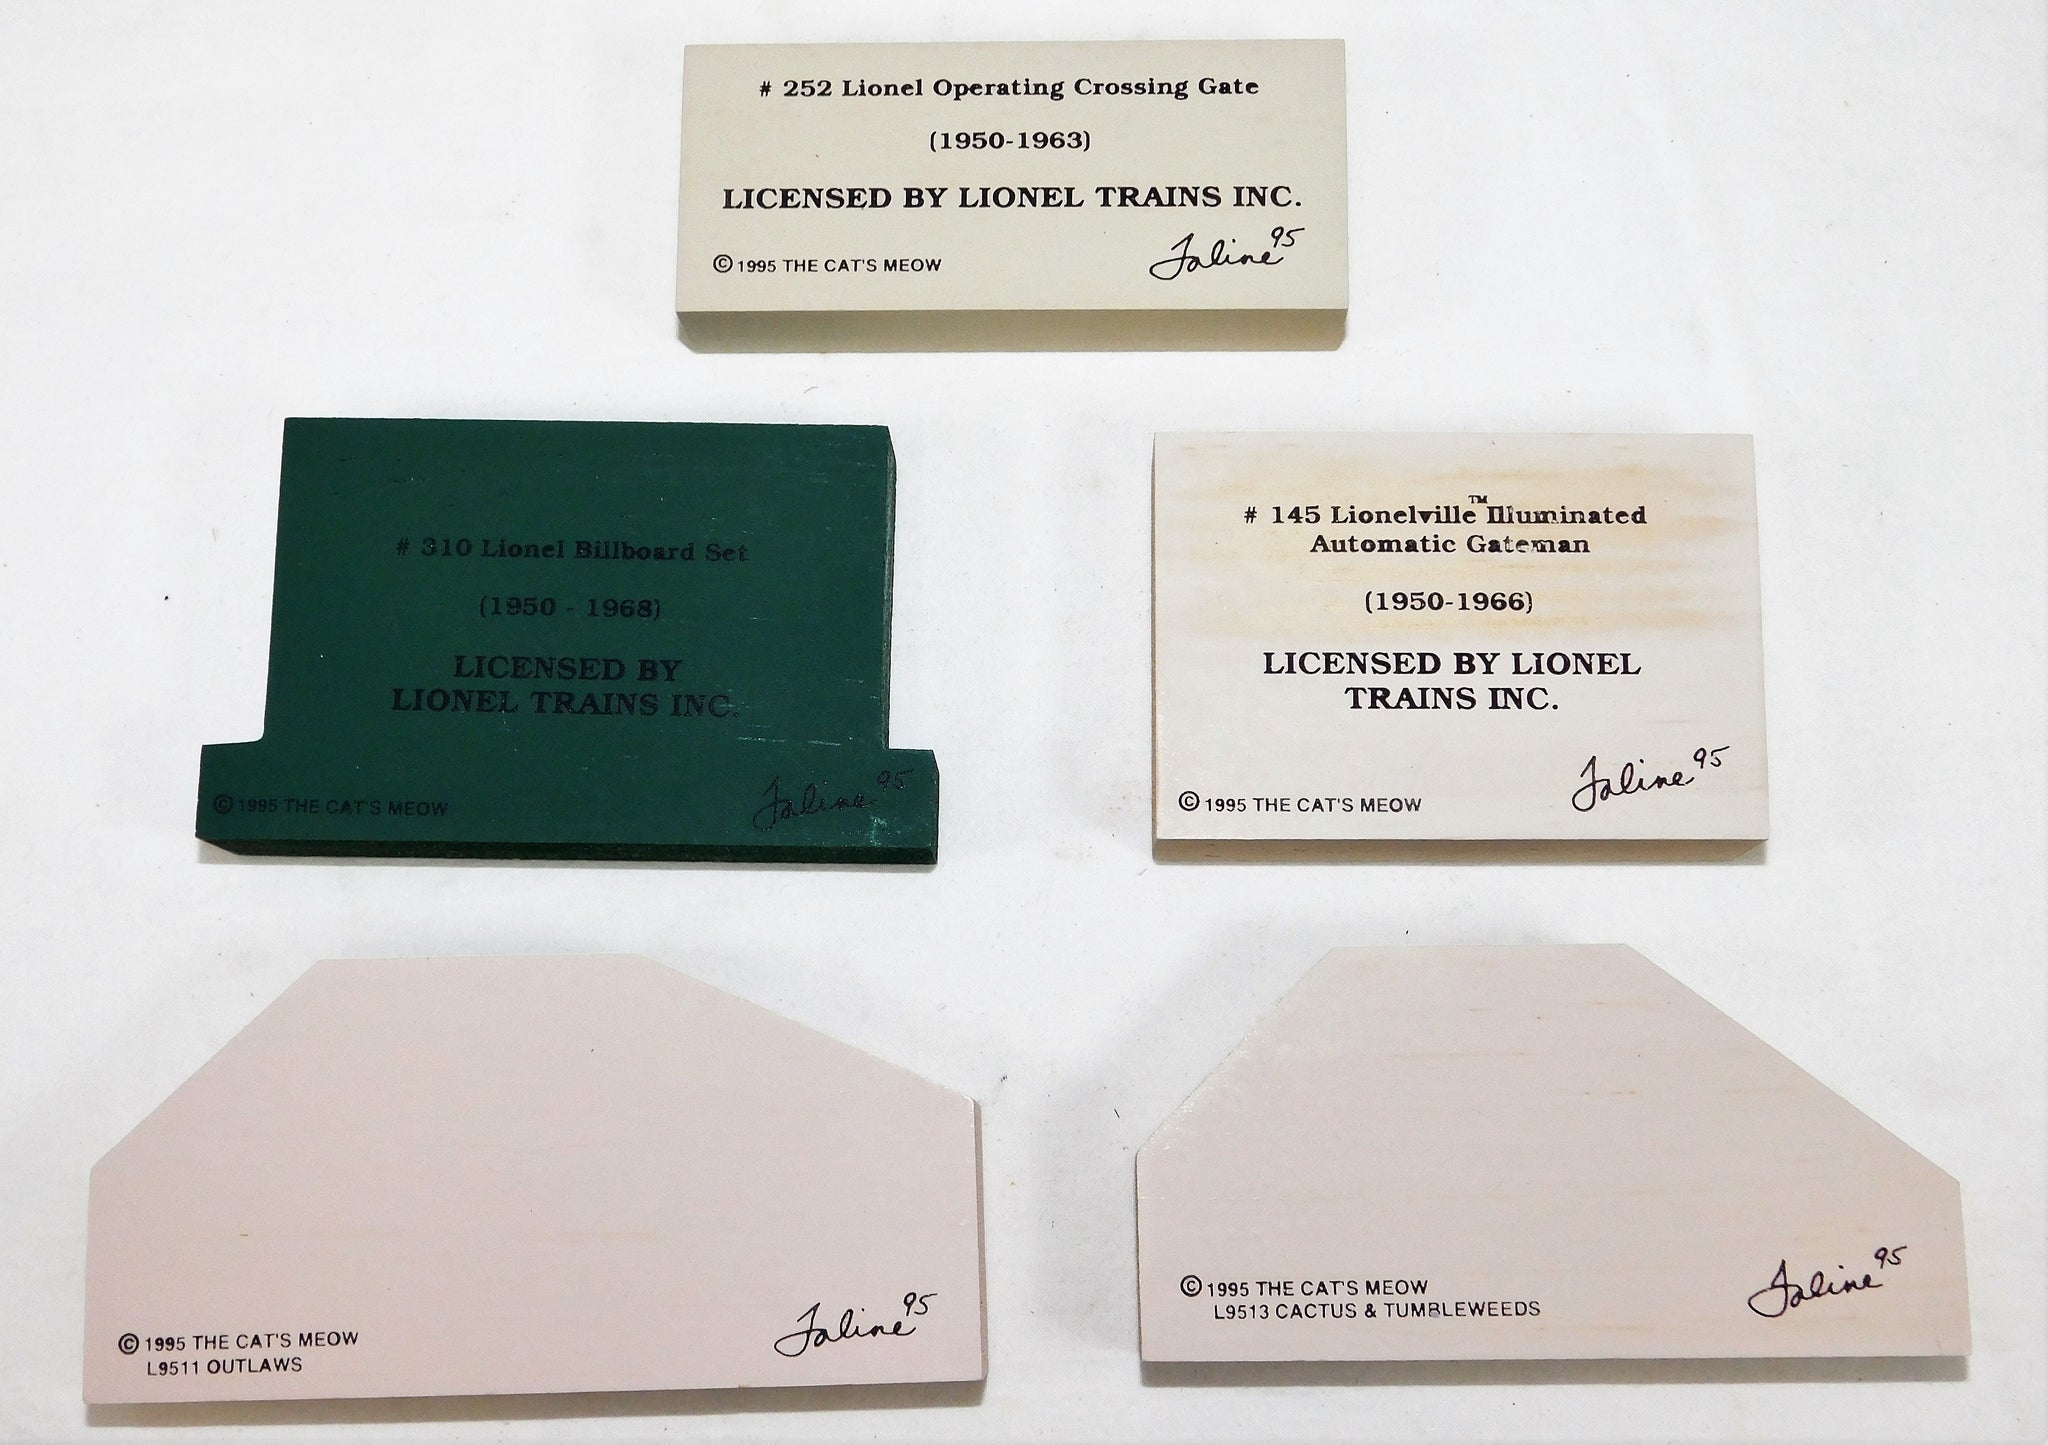 # 252 Lionel Operating Crossing Gate
(1950-1963)
LICENSED BY LIONEL TRAINS INC.
© 1995 THE CAT'S MEOW
Faline 95
# 310 Lionel Billboard Set
(1950 - 1968)
LICENSED BY
LIONEL TRAINS INC.
© 1995 THE CAT'S MEOW
Faline 95
# 145 Lionelville™ Illuminated
Automatic Gateman
(1950-1966)
LICENSED BY LIONEL
TRAINS INC.
© 1995 THE CAT'S MEOW
Faline 95
© 1995 THE CAT'S MEOW
L9511 OUTLAWS
Faline 95
© 1995 THE CAT'S MEOW
L9513 CACTUS & TUMBLEWEEDS
Faline 95